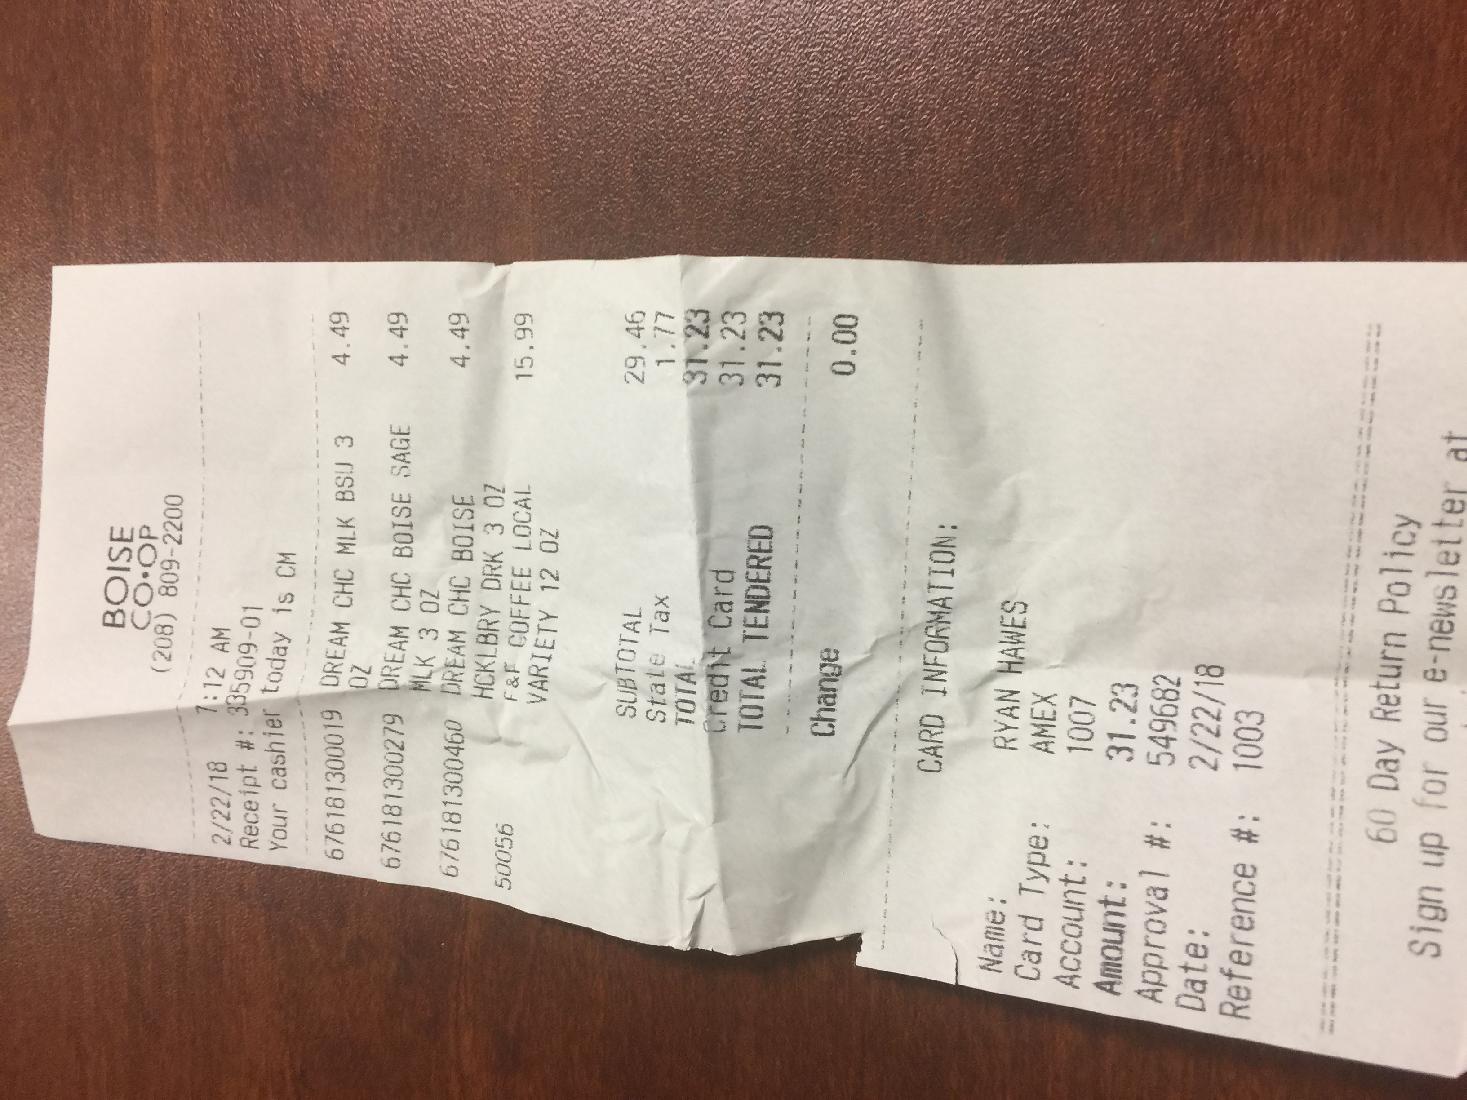 BOISE
CO•OP
(208) 809-2200
2/22/18 7:12 AM
Receipt #: 335909-01
Your cashier today is CM
676181300019 DREAM CHC MLK BSU 3 4.49
OZ
676181300279 DREAM CHC BOISE SAGE 4.49
MLK 3 OZ
676181300460 DREAM CHC BOISE 4.49
HCKLBRY DRK 3 OZ
50056 F&F COFFEE LOCAL 15.99
VARIETY 12 OZ
SUBTOTAL 29.46
State Tax 1.77
TOTAL 31.23
Credit Card 31.23
TOTAL TENDERED 31.23
Change 0.00
CARD INFORMATION:
Name: RYAN HAWES
Card Type: AMEX
Account: 1007
Amount: 31.23
Approval #: 549682
Date: 2/22/18
Reference #: 1003
60 Day Return Policy
Sign up for our e-newsletter at